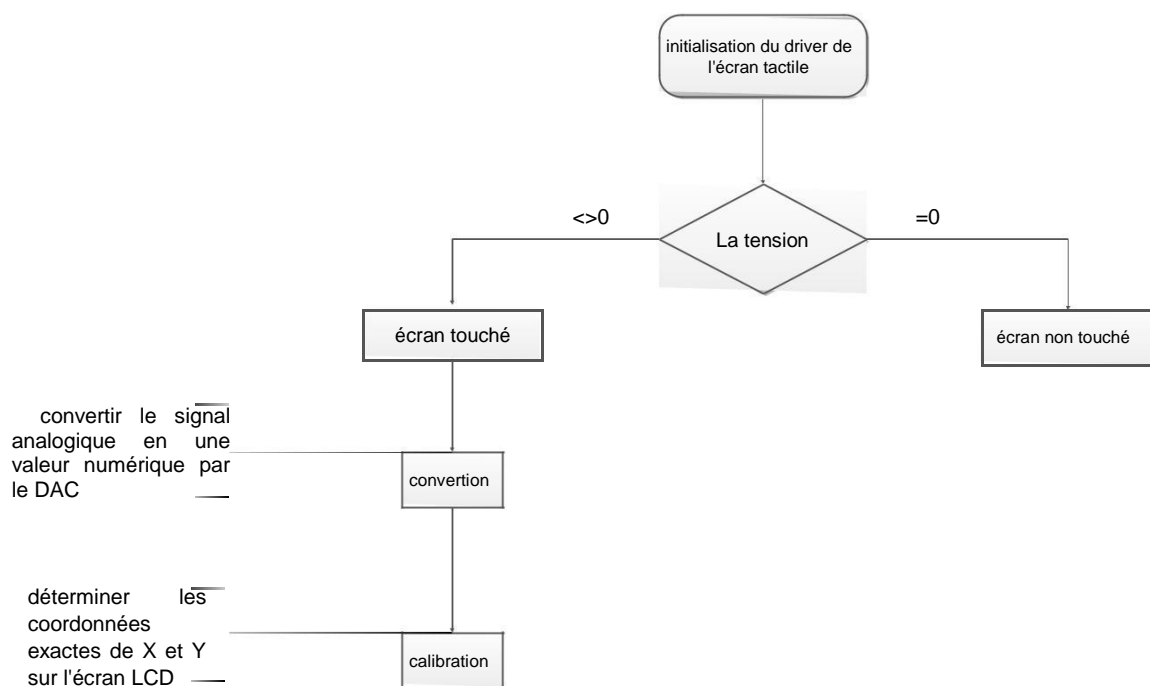 initialisation du driver de
l'écran tactile
<>0
=0
La tension
écran touché
écran non touché
convertir le signal
analogique en une
valeur numérique par
le DAC
convertion
déterminer les
coordonnées
exactes de X et Y
sur l'écran LCD
calibration